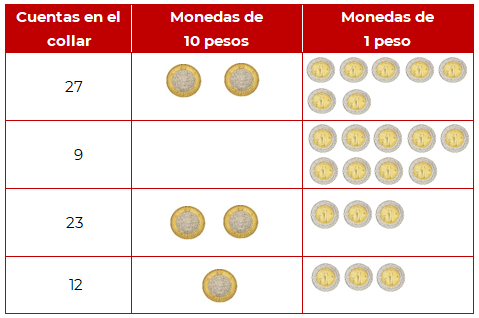 Cuentas en el collar
Monedas de 10 pesos
Monedas de 1 peso
27
9
23
12